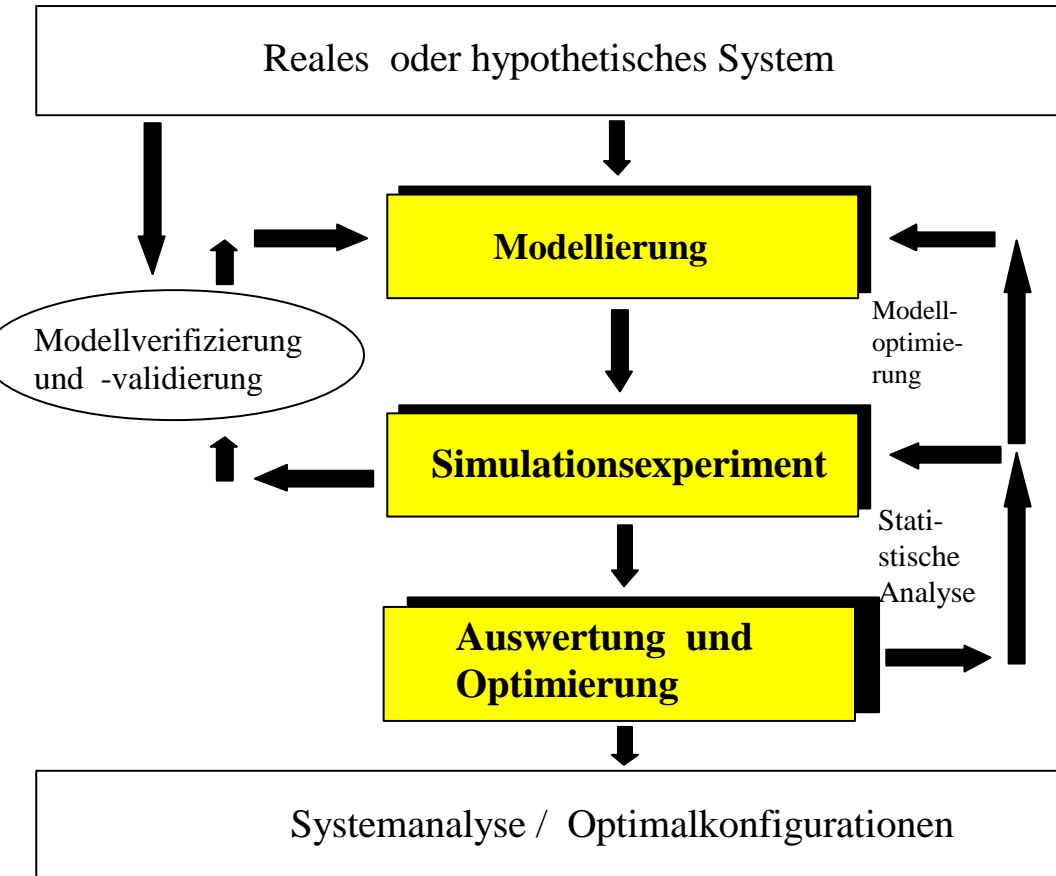 Reales oder hypothetisches System
Modellierung
Modell-
optimie-
rung
Modellverifizierung
und -validierung
Simulationsexperiment
Stati-
stische
Analyse
Auswertung und
Optimierung
Systemanalyse / Optimalkonfigurationen